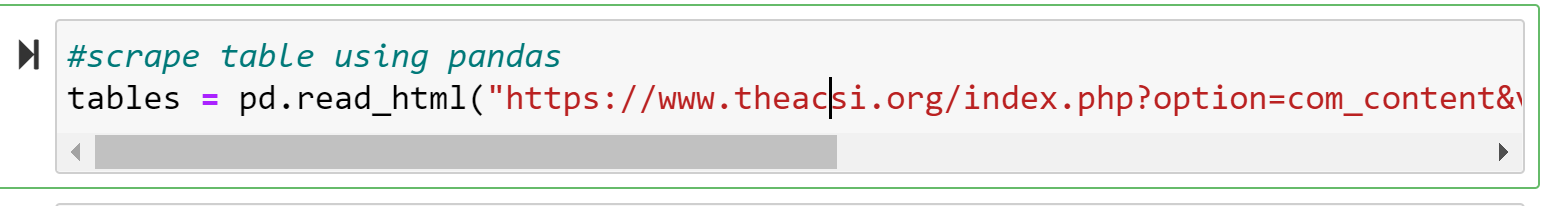 #scrape table using pandas
tables = pd.read_html("https://www.theacsi.org/index.php?option=com_content&